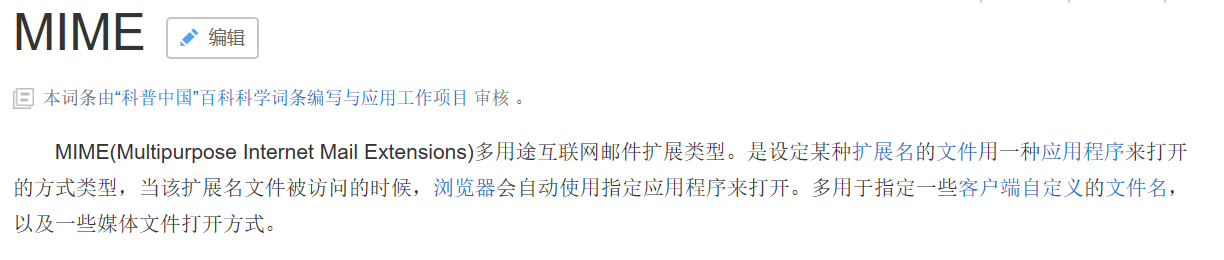 MIME 编辑
本词条由“科普中国”百科科学词条编写与应用工作项目 审核 。
MIME(Multipurpose Internet Mail Extensions)多用途互联网邮件扩展类型。是设定某种扩展名的文件用一种应用程序来打开
的方式类型，当该扩展名文件被访问的时候，浏览器会自动使用指定应用程序来打开。多用于指定一些客户端自定义的文件名，
以及一些媒体文件打开方式。